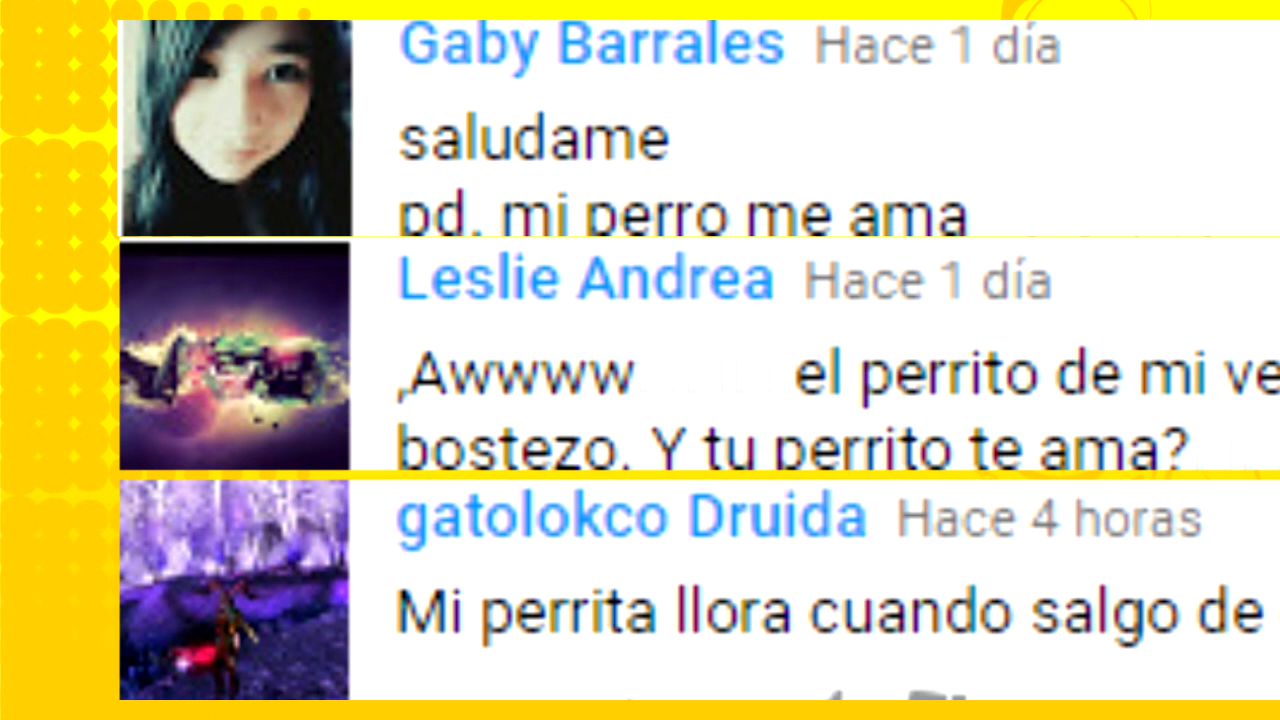 Gaby Barrales Hace 1 día
saludame
pd. mi perro me ama
Leslie Andrea Hace 1 día
,Awwww el perrito de mi
bostezo. Y tu perrito te ama?
gatolokco Druida Hace 4 horas
Mi perrita llora cuando salgo de